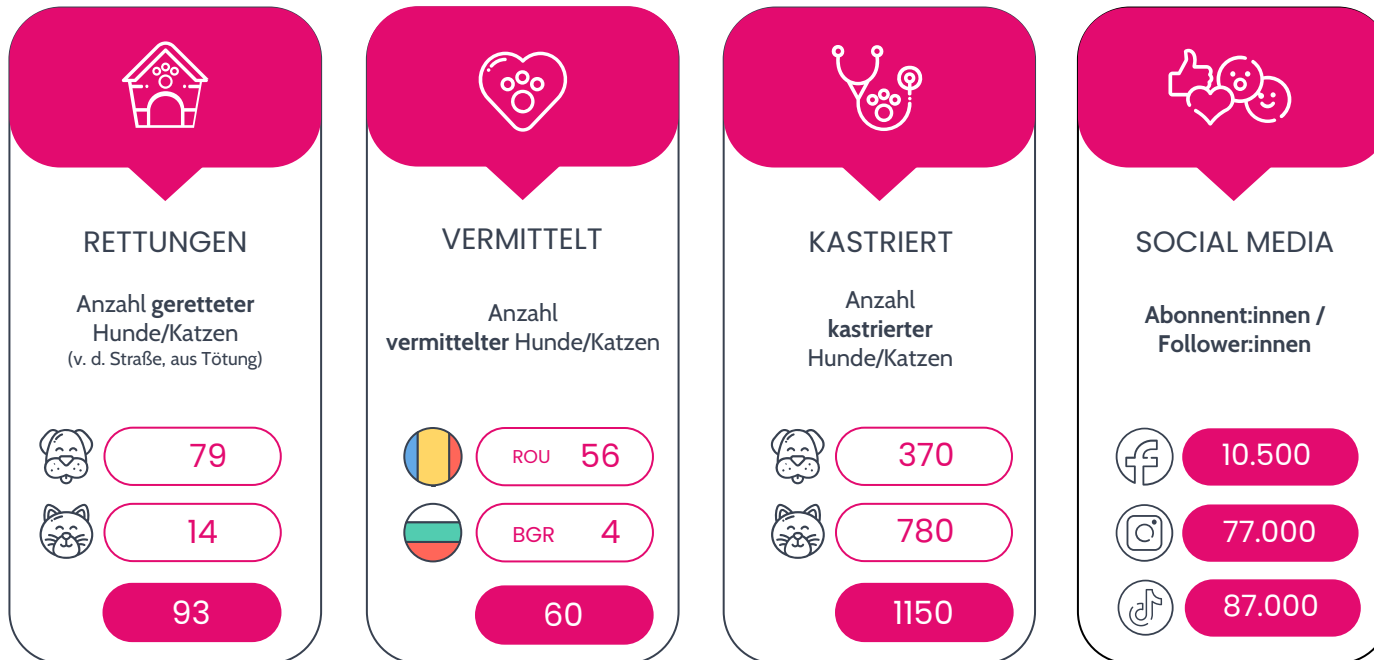 RETTUNGEN
Anzahl geretteter
Hunde/Katzen
(v. d. Straße, aus Tötung)
79
14
93
VERMITTELT
Anzahl
vermittelter Hunde/Katzen
ROU 56
BGR 4
60
KASTRIERT
Anzahl
kastrierter
Hunde/Katzen
370
780
1150
SOCIAL MEDIA
Abonnent:innen /
Follower:innen
10.500
77.000
87.000